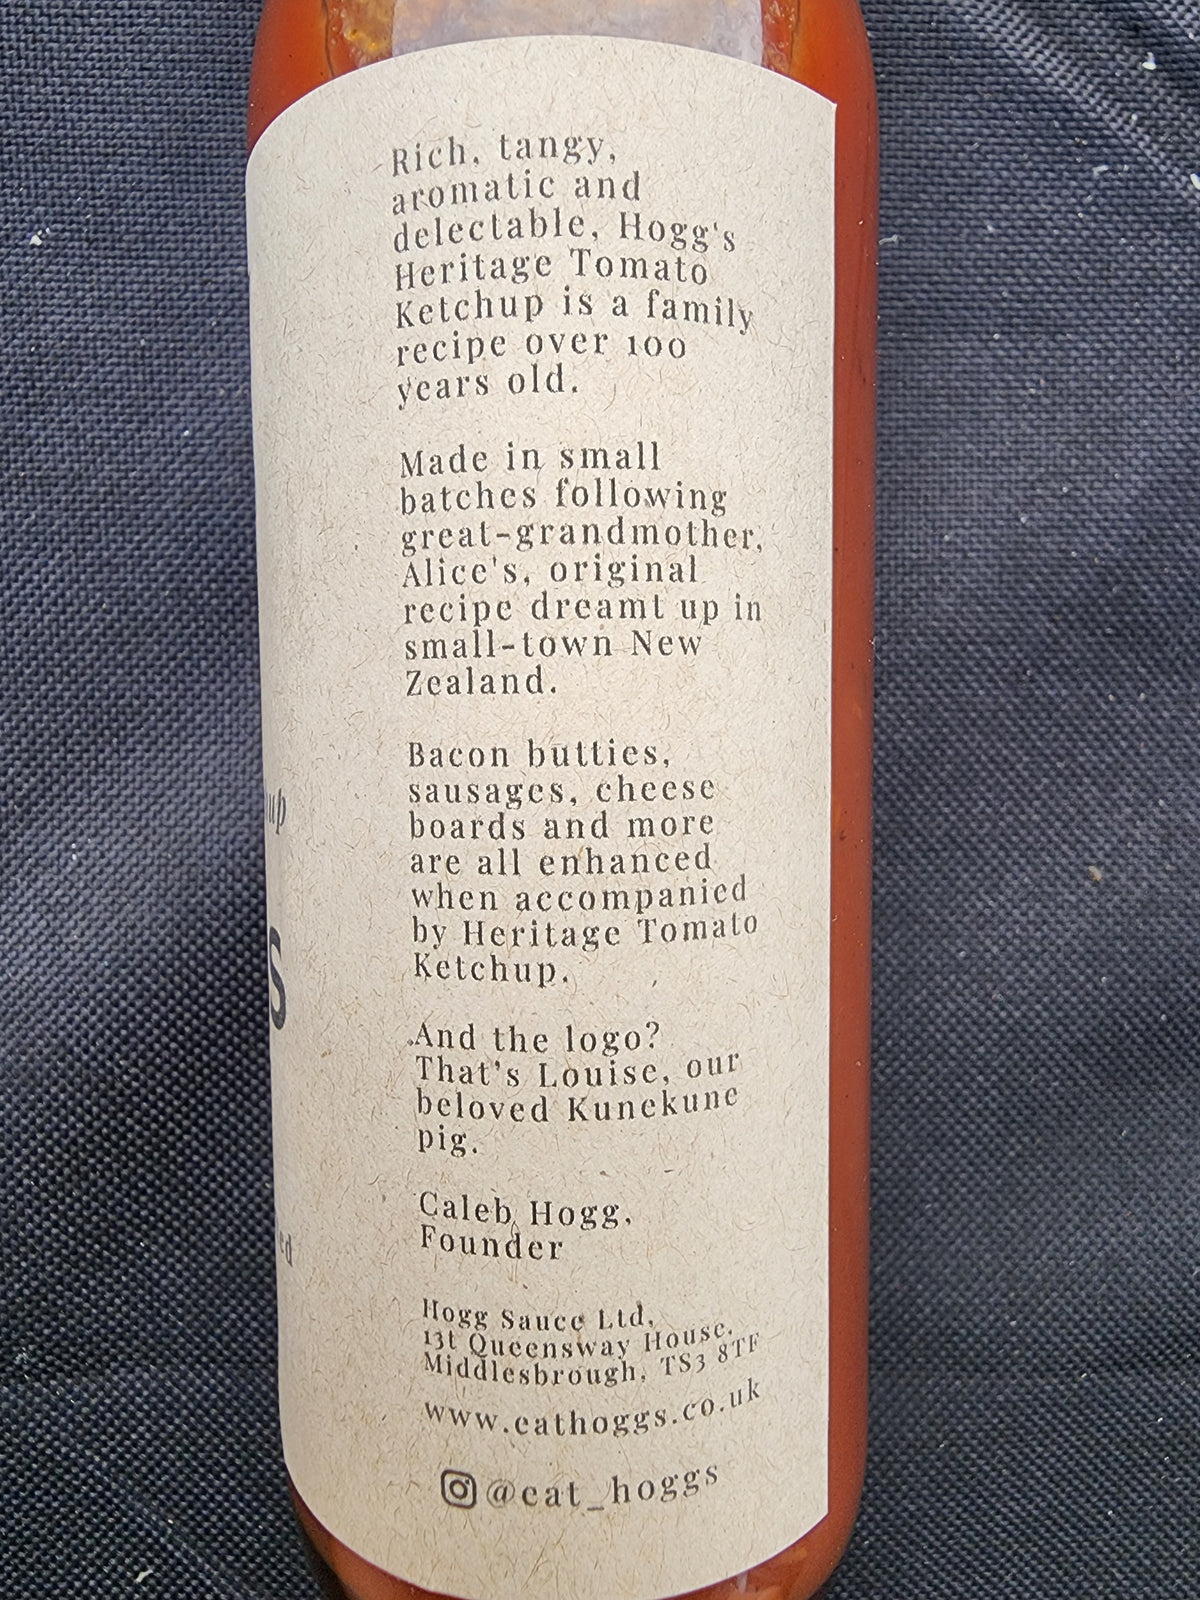 Rich, tangy,
aromatic and
delectable, Hogg's
Heritage Tomato
Ketchup is a family
recipe over 100
years old.
Made in small
batches following
great-grandmother,
Alice's, original
recipe dreamt up in
small-town New
Zealand.
Bacon butties,
sausages, cheese
boards and more
are all enhanced
when accompanied
by Heritage Tomato
Ketchup.
And the logo?
That's Louise, our
beloved Kunekune
pig.
Caleb Hogg,
Founder
Hogg Sauce Ltd,
13t Queensway House,
Middlesbrough, TS3 8TF
www.eathoggs.co.uk
@eat_hoggs